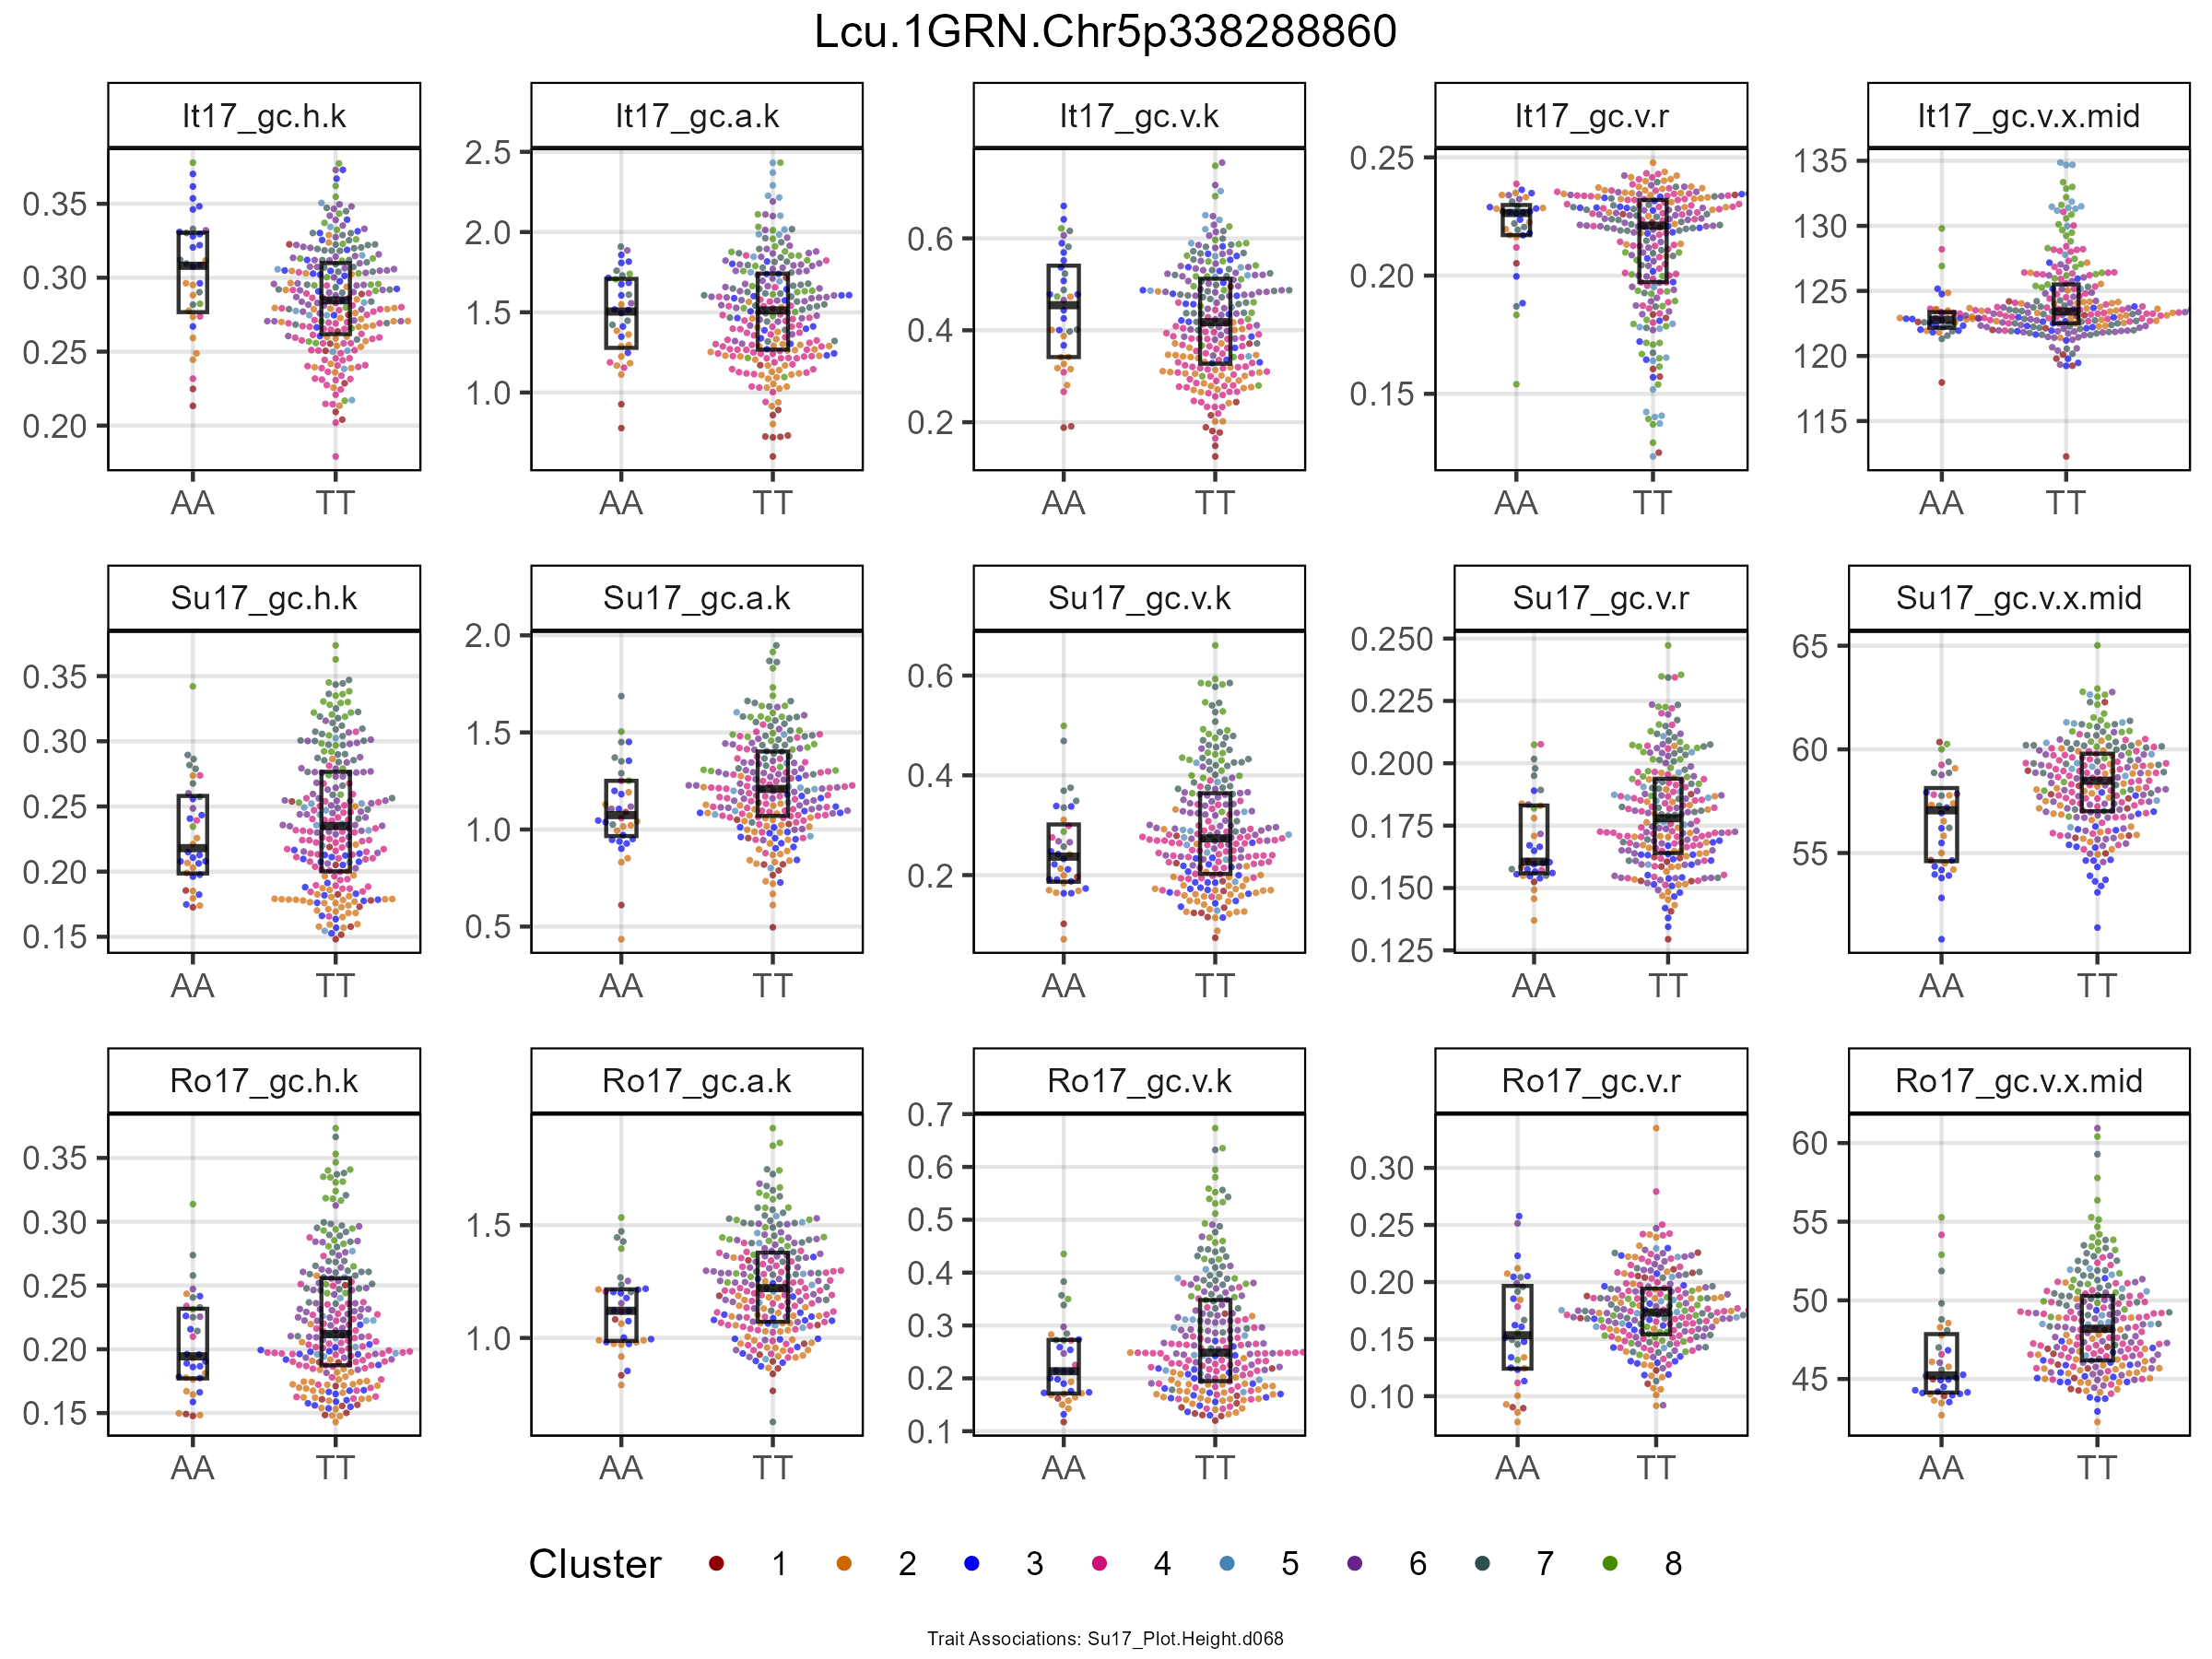 Lcu.1GRN.Chr5p338288860
It17_gc.h.k It17_gc.a.k It17_gc.v.k It17_gc.v.r It17_gc.v.x.mid
0.35 0.30 0.25 0.20
2.5 2.0 1.5 1.0
0.6 0.4 0.2
0.25 0.20 0.15
135 130 125 120 115
AA TT AA TT AA TT AA TT AA TT
Su17_gc.h.k Su17_gc.a.k Su17_gc.v.k Su17_gc.v.r Su17_gc.v.x.mid
0.35 0.30 0.25 0.20 0.15
2.0 1.5 1.0 0.5
0.6 0.4 0.2
0.250 0.225 0.200 0.175 0.150 0.125
65 60 55
AA TT AA TT AA TT AA TT AA TT
Ro17_gc.h.k Ro17_gc.a.k Ro17_gc.v.k Ro17_gc.v.r Ro17_gc.v.x.mid
0.35 0.30 0.25 0.20 0.15
1.5 1.0
0.7 0.6 0.5 0.4 0.3 0.2 0.1
0.30 0.25 0.20 0.15 0.10
60 55 50 45
AA TT AA TT AA TT AA TT AA TT
Cluster 1 2 3 4 5 6 7 8
Trait Associations: Su17_Plot.Height.d068